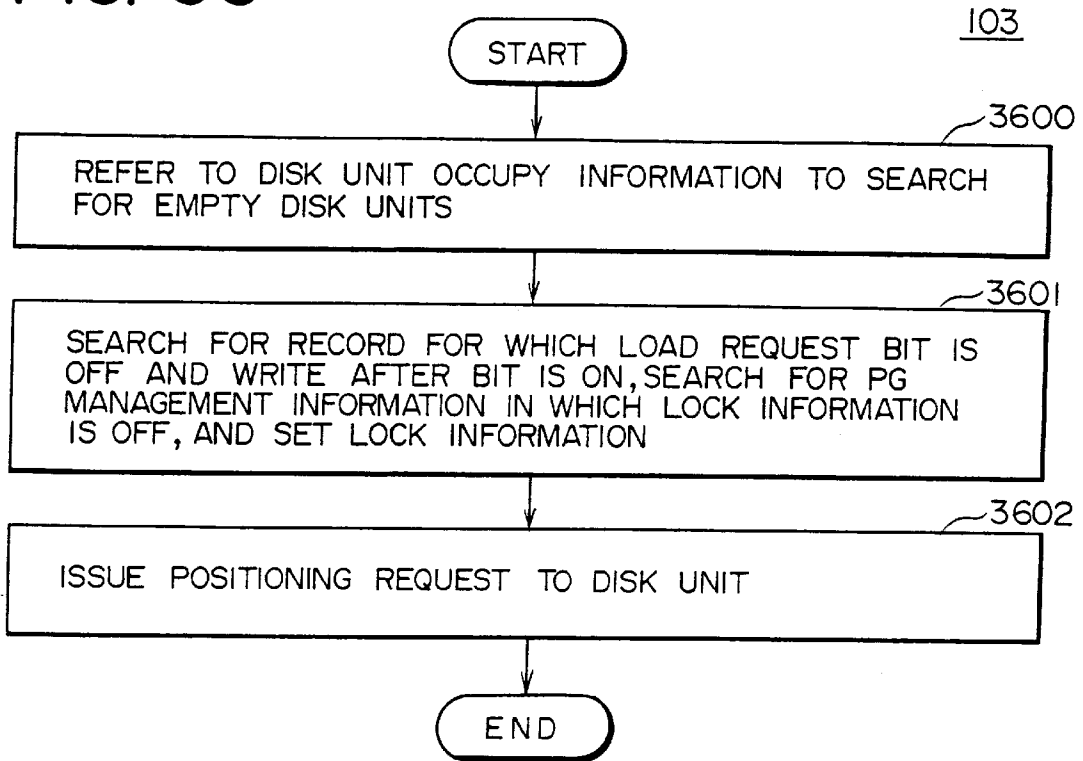 103
START
3600
REFER TO DISK UNIT OCCUPY INFORMATION TO SEARCH
FOR EMPTY DISK UNITS
3601
SEARCH FOR RECORD FOR WHICH LOAD REQUEST BIT IS
OFF AND WRITE AFTER BIT IS ON, SEARCH FOR PG
MANAGEMENT INFORMATION IN WHICH LOCK INFORMATION
IS OFF, AND SET LOCK INFORMATION
3602
ISSUE POSITIONING REQUEST TO DISK UNIT
END